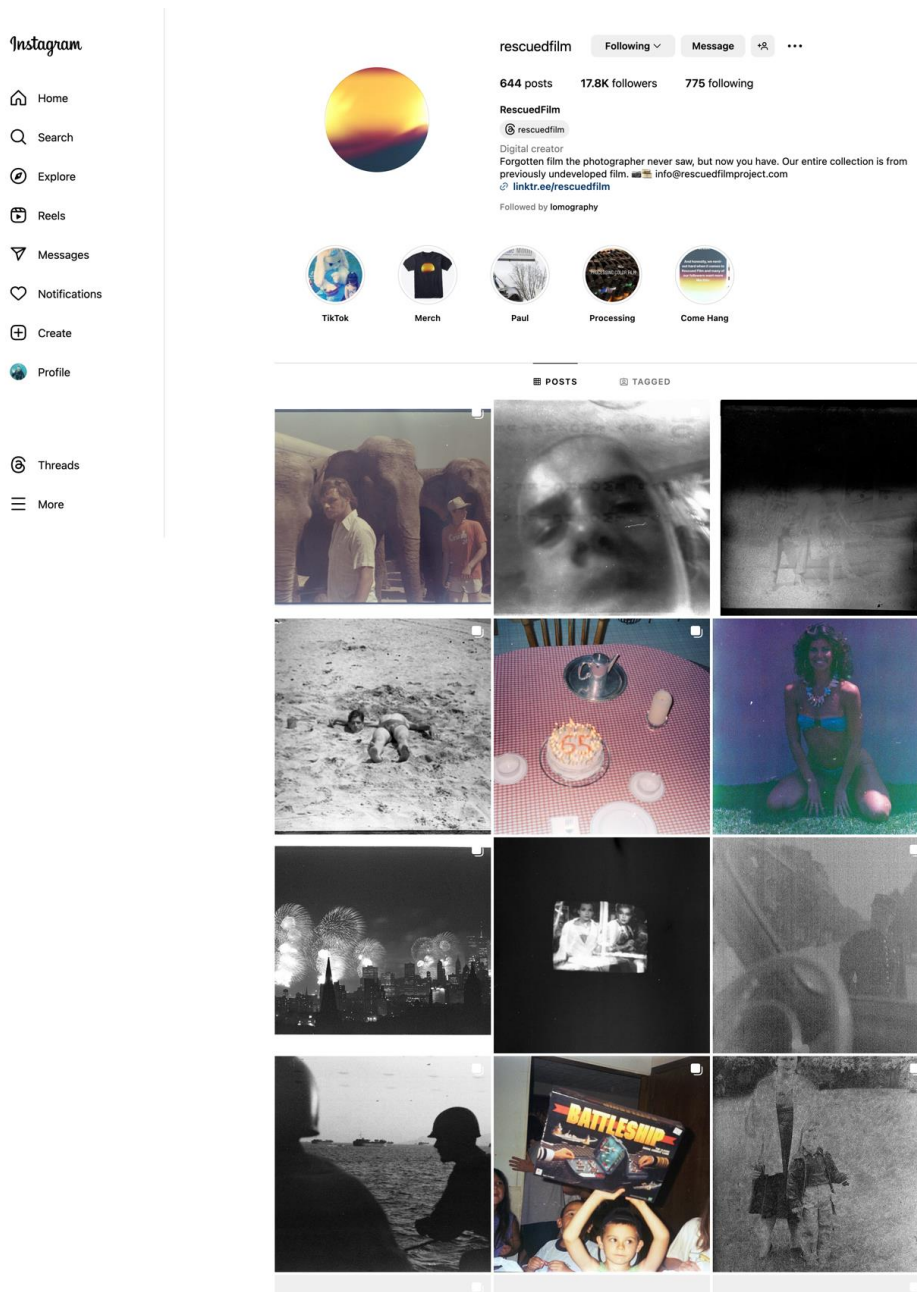 Instagram
Home
Search
Explore
Reels
Messages
Notifications
Create
Profile
Threads
More
rescuedfilm
Following
Message
644 posts 17.8K followers 775 following
RescuedFilm
rescuedfilm
Digital creator
Forgotten film the photographer never saw, but now you have. Our entire collection is from
previously undeveloped film. 📷🎞️ info@rescuedfilmproject.com
linktr.ee/rescuedfilm
Followed by lomography
TikTok
Merch
Paul
Processing
Come Hang
POSTS
TAGGED
65
BATTLESHIP